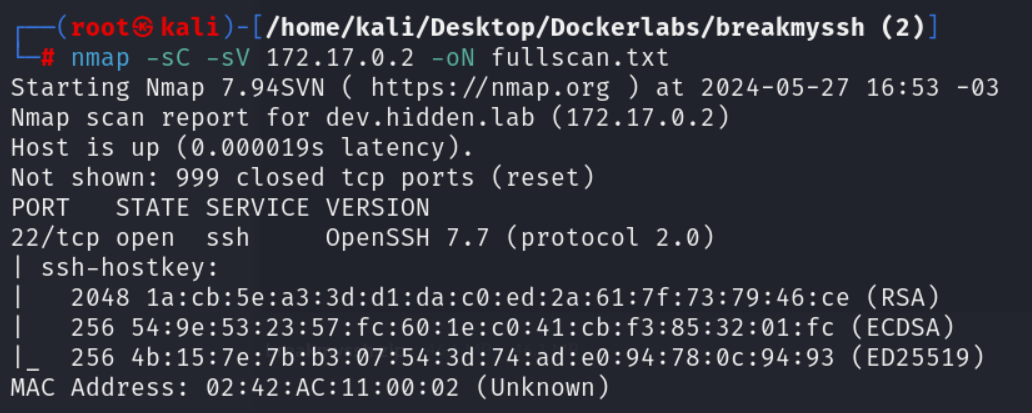 ┌──(root㉿kali)-[/home/kali/Desktop/Dockerlabs/breakmyssh (2)]
└─# nmap -sC -sV 172.17.0.2 -oN fullscan.txt
Starting Nmap 7.94SVN ( https://nmap.org ) at 2024-05-27 16:53 -03
Nmap scan report for dev.hidden.lab (172.17.0.2)
Host is up (0.000019s latency).
Not shown: 999 closed tcp ports (reset)
PORT   STATE SERVICE VERSION
22/tcp open  ssh     OpenSSH 7.7 (protocol 2.0)
| ssh-hostkey:
|   2048 1a:cb:5e:a3:3d:d1:da:c0:ed:2a:61:7f:73:79:46:ce (RSA)
|   256 54:9e:53:23:57:fc:60:1e:c0:41:cb:f3:85:32:01:fc (ECDSA)
|_  256 4b:15:7e:7b:b3:07:54:3d:74:ad:e0:94:78:0c:94:93 (ED25519)
MAC Address: 02:42:AC:11:00:02 (Unknown)